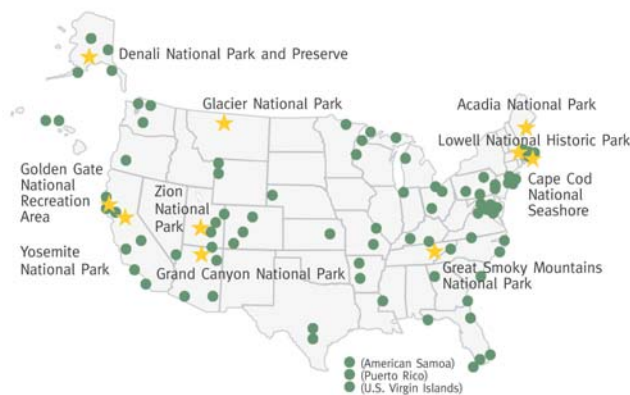 Denali National Park and Preserve
Glacier National Park
Acadia National Park
Lowell National Historic Park
Golden Gate
National
Recreation
Area
Zion
National
Park
Cape Cod
National
Seashore
Yosemite
National Park
Grand Canyon National Park
Great Smoky Mountains
National Park
(American Samoa)
(Puerto Rico)
(U.S. Virgin Islands)